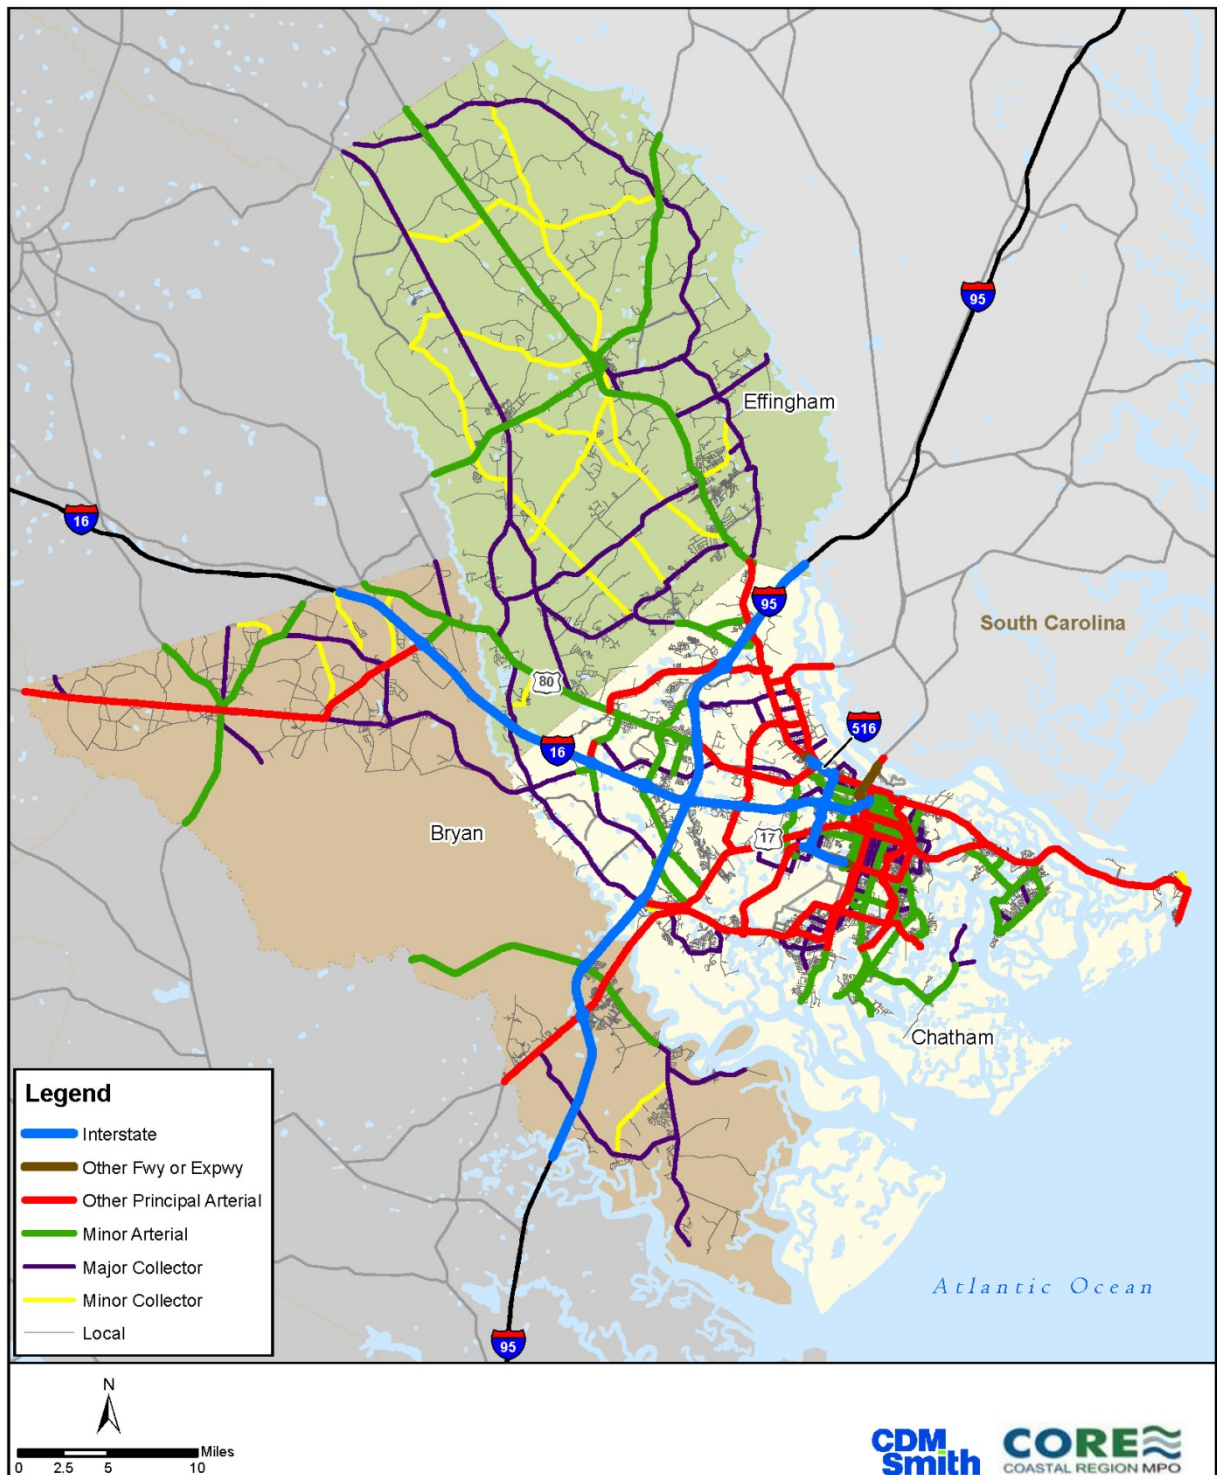 95
Effingham
16
95
South Carolina
80
516
16
17
Bryan
Chatham
Legend
Interstate
Other Fwy or Expwy
Other Principal Arterial
Minor Arterial
Major Collector
Minor Collector
Local
Atlantic Ocean
95
N
Miles
0 2.5 5 10
CDM
Smith
CORE
COASTAL REGION MPO